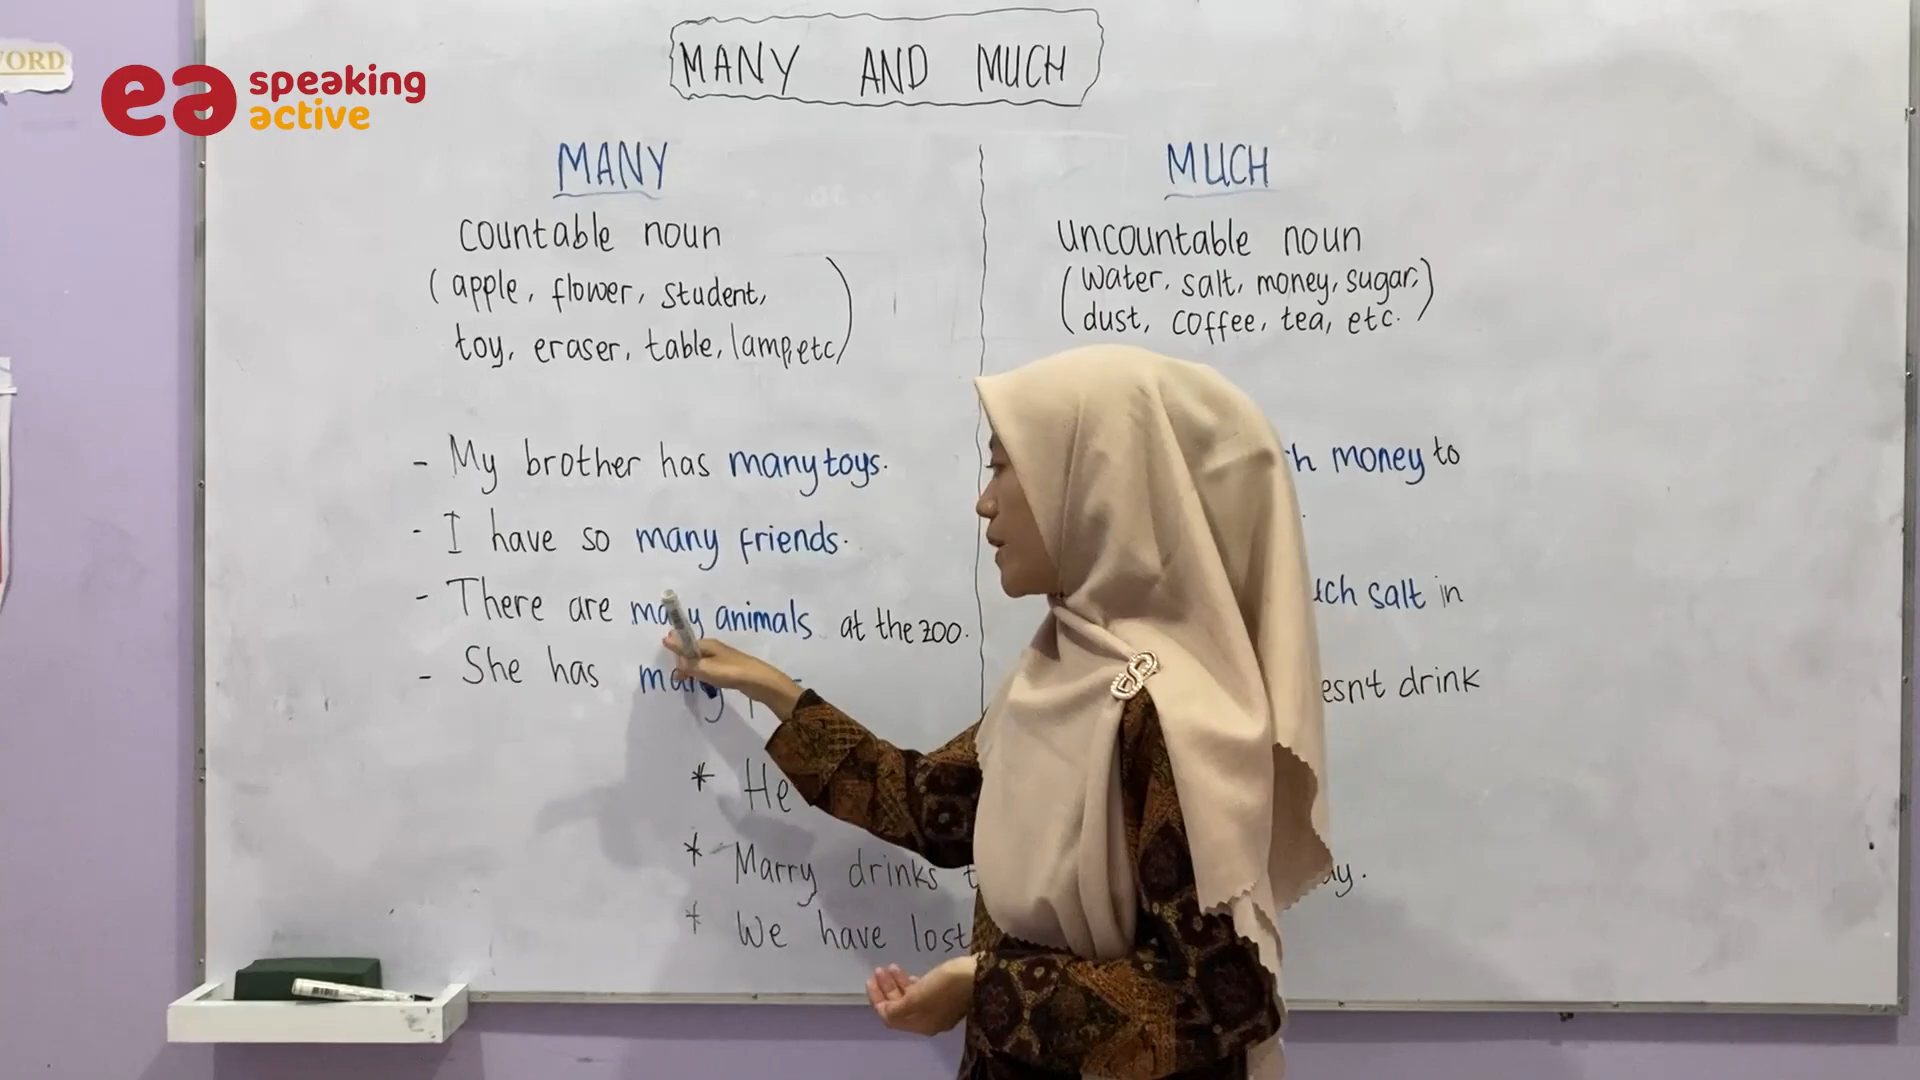 ORD
speaking
active
MANY AND MUCH
MANY
countable noun
(apple, flower, student,
toy, eraser, table, lamp, etc)
- My brother has many toys.
- I have so many friends.
- There are many animals at the zoo.
- She has many
MUCH
uncountable noun
(water, salt, money, sugar,
dust, coffee, tea, etc.)
money to
salt in
drink
* He
* Marry drinks
* We have lost